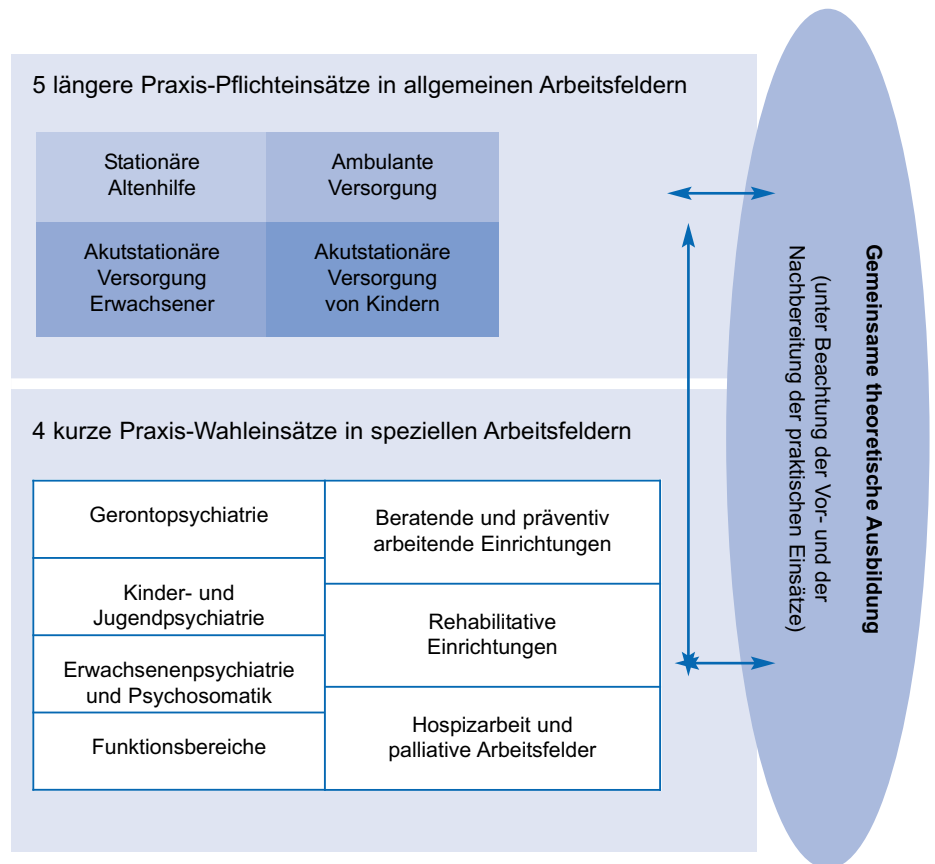 5 längere Praxis-Pflichteinsätze in allgemeinen Arbeitsfeldern
Stationäre
Altenhilfe
Ambulante
Versorgung
Akutstationäre
Versorgung
Erwachsener
Akutstationäre
Versorgung
von Kindern
4 kurze Praxis-Wahleinsätze in speziellen Arbeitsfeldern
Gerontopsychiatrie
Kinder- und
Jugendpsychiatrie
Erwachsenenpsychiatrie
und Psychosomatik
Funktionsbereiche
Beratende und präventiv
arbeitende Einrichtungen
Rehabilitative
Einrichtungen
Hospizarbeit und
palliative Arbeitsfelder
Gemeinsame theoretische Ausbildung
(unter Beachtung der Vor- und der
Nachbereitung der praktischen Einsätze)